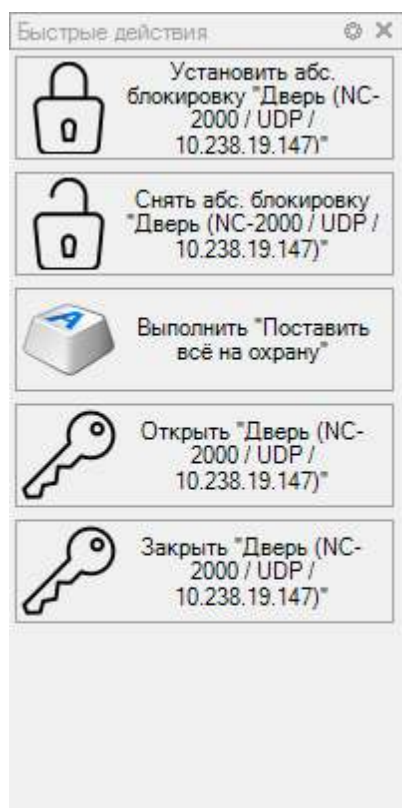 Быстрые действия
Установить абс.
блокировку "Дверь (NC-
2000 / UDP /
10.238.19.147)"
Снять абс. блокировку
"Дверь (NC-2000 / UDP /
10.238.19.147)"
Выполнить "Поставить
всё на охрану"
Открыть "Дверь (NC-
2000 / UDP /
10.238.19.147)"
Закрыть "Дверь (NC-
2000 / UDP /
10.238.19.147)"